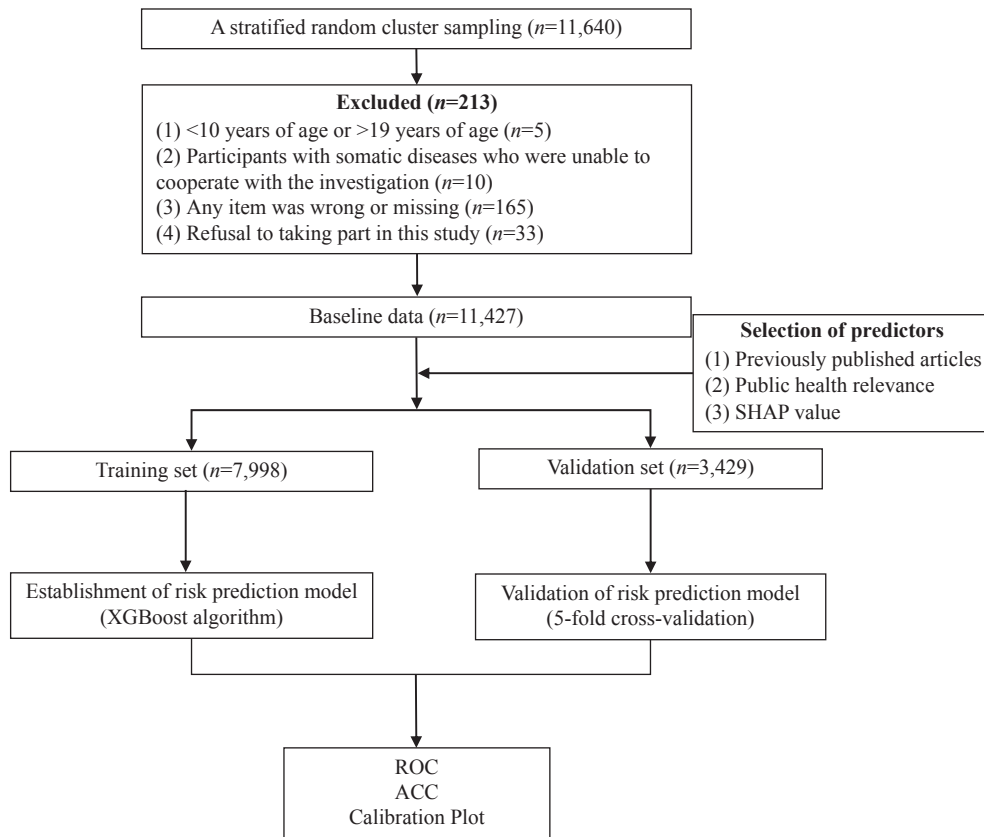 A stratified random cluster sampling (n=11,640)
Excluded (n=213)
(1) <10 years of age or >19 years of age (n=5)
(2) Participants with somatic diseases who were unable to
cooperate with the investigation (n=10)
(3) Any item was wrong or missing (n=165)
(4) Refusal to taking part in this study (n=33)
Baseline data (n=11,427)
Selection of predictors
(1) Previously published articles
(2) Public health relevance
(3) SHAP value
Training set (n=7,998)
Validation set (n=3,429)
Establishment of risk prediction model
(XGBoost algorithm)
Validation of risk prediction model
(5-fold cross-validation)
ROC
ACC
Calibration Plot